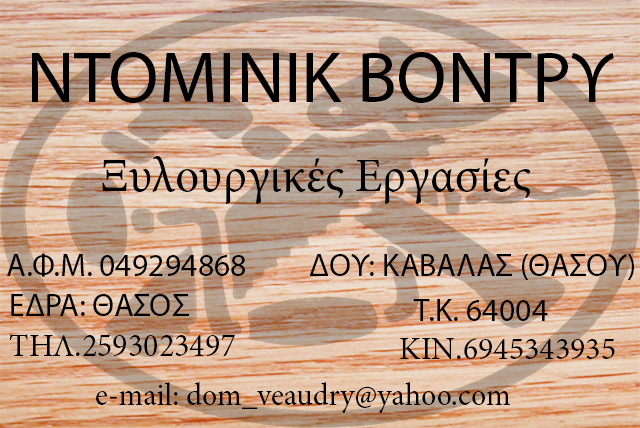 ΝΤΟΜΙΝΙΚ ΒΟΝΤΡΥ
Ξυλουργικές Εργασίες
Α.Φ.Μ. 049294868 ΔΟΥ: ΚΑΒΑΛΑΣ (ΘΑΣΟΥ)
ΕΔΡΑ: ΘΑΣΟΣ Τ.Κ. 64004
ΤΗΛ.2593023497 ΚΙΝ.6945343935
e-mail: dom_veaudry@yahoo.com